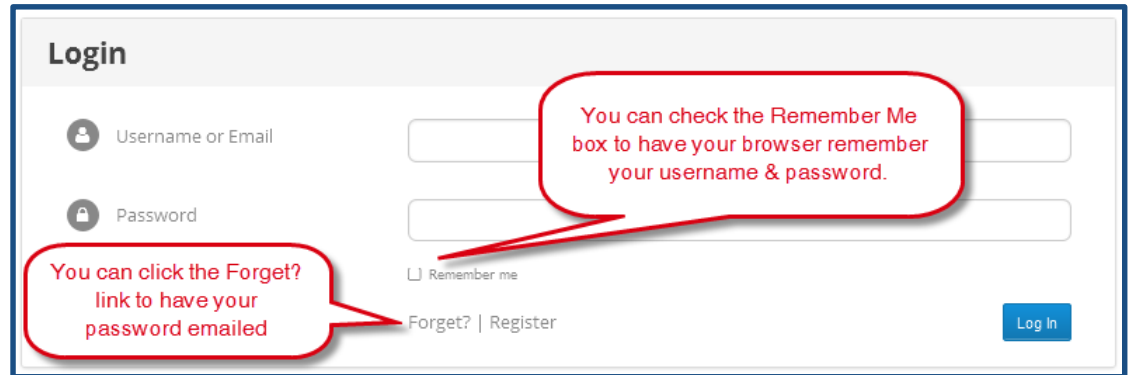 Login
You can check the Remember Me
box to have your browser remember
your username & password.
Username or Email
Password
You can click the Forget?
link to have your
password emailed
Remember me
Forget? | Register
Log In